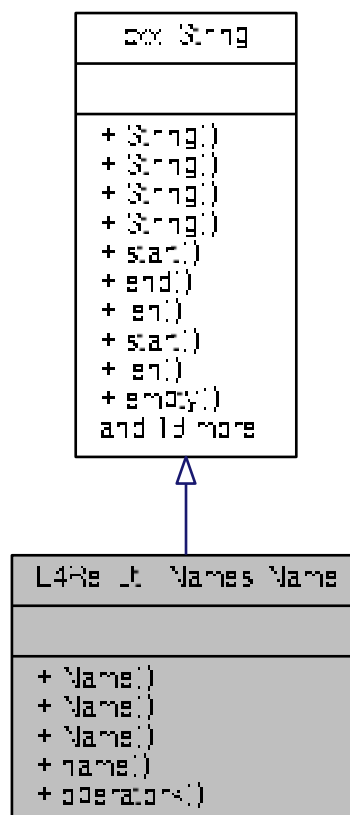 cxx::String
+ String()
+ String()
+ String()
+ String()
+ start()
+ end()
+ len()
+ start()
+ len()
+ empty()
and more
L4Re::Util::Names::Name
+ Name()
+ Name()
+ Name()
+ name()
+ operator<()